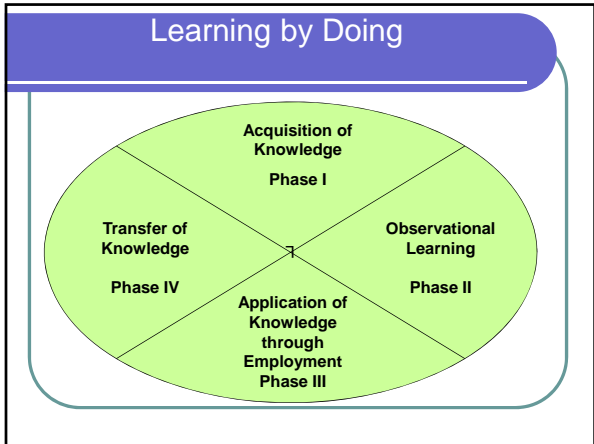 Learning by Doing
Acquisition of
Knowledge
Phase I
Observational
Learning
Phase II
Application of
Knowledge
through
Employment
Phase III
Transfer of
Knowledge
Phase IV